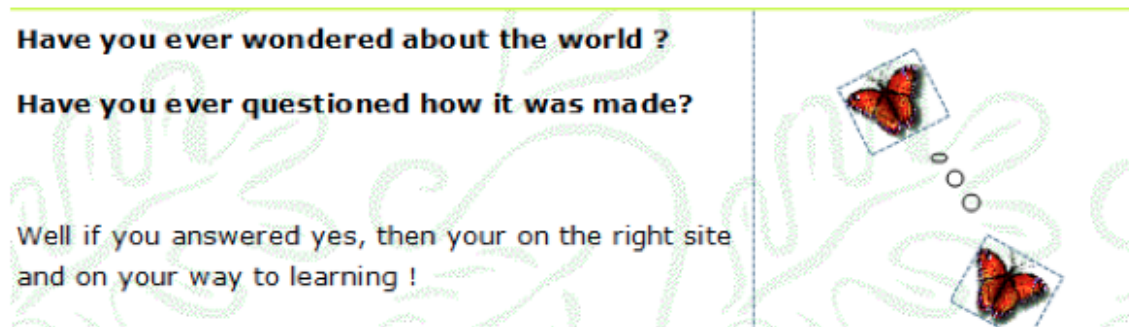 Have you ever wondered about the world ?
Have you ever questioned how it was made?
Well if you answered yes, then your on the right site
and on your way to learning !